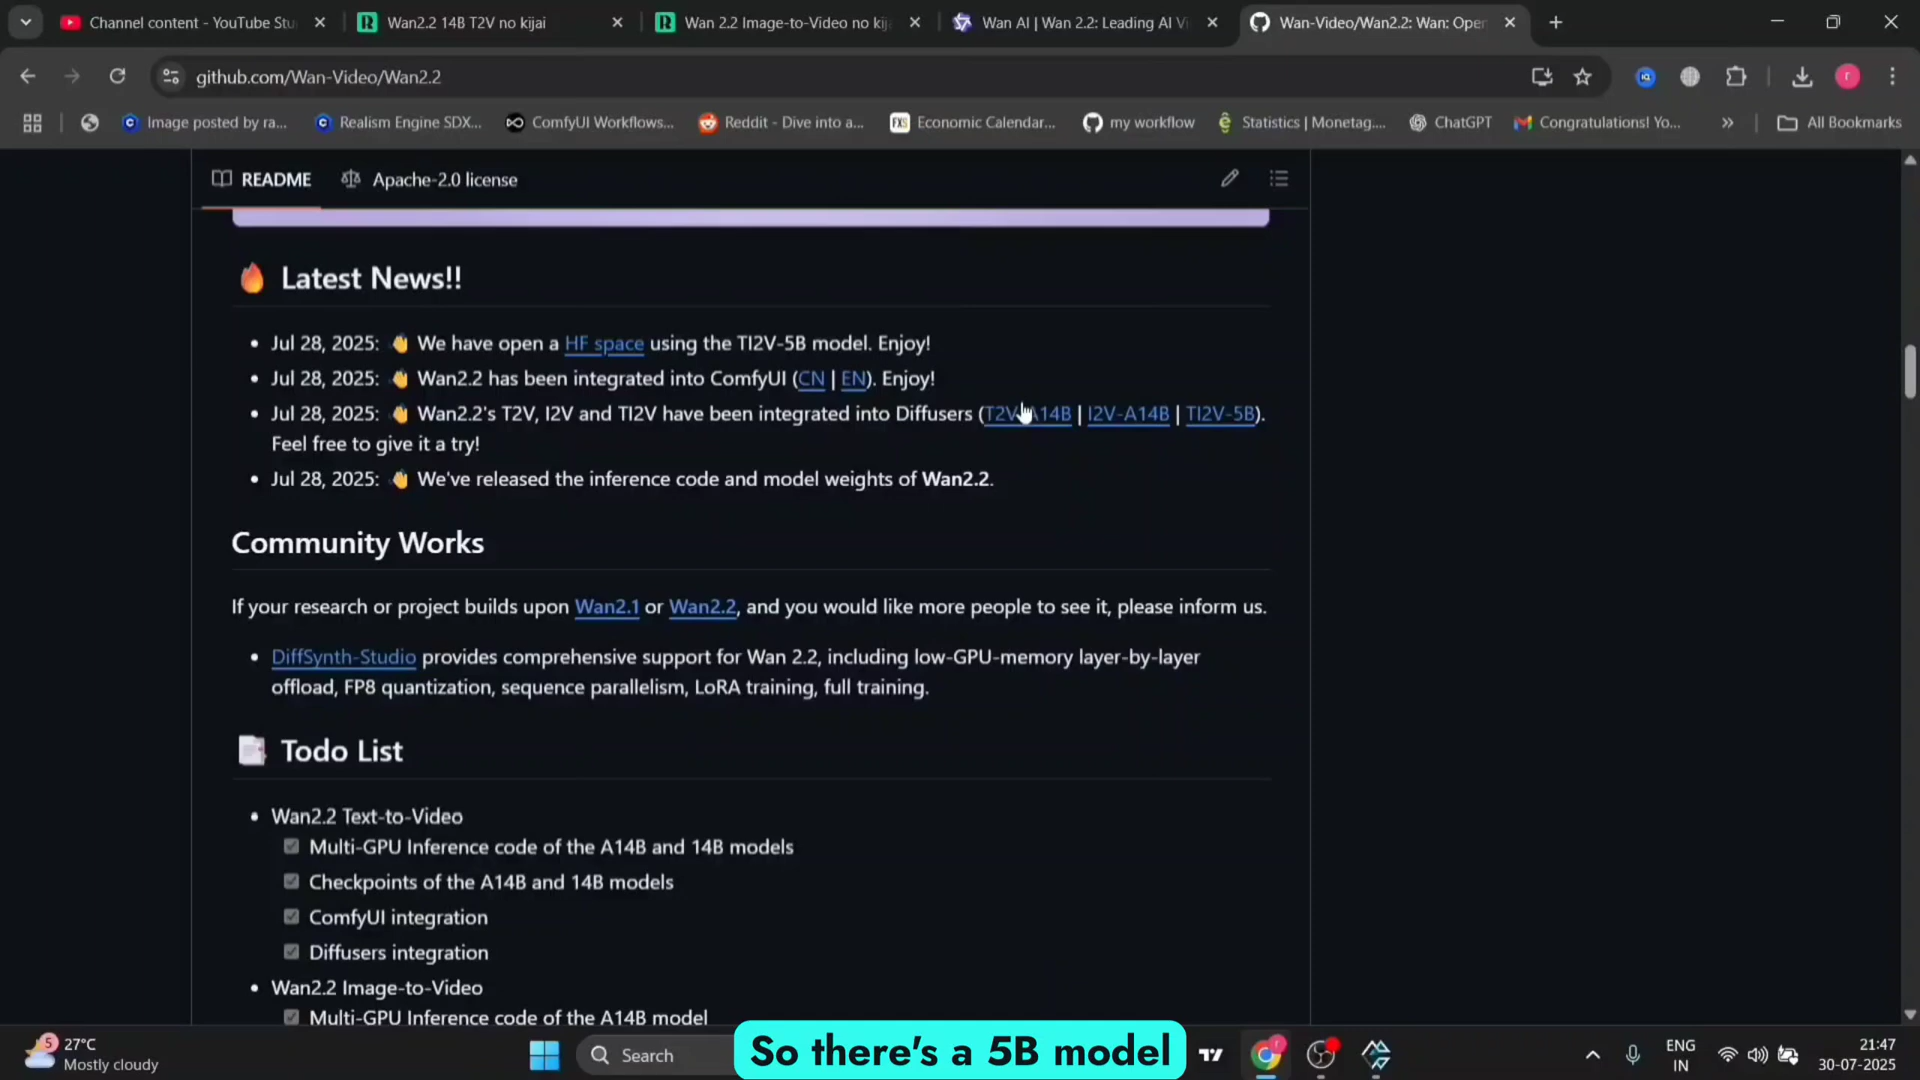 Channel content - YouTube Stu
Wan2.2 14B T2V no kijai
Wan 2.2 Image-to-Video no kij
Wan AI | Wan 2.2: Leading AI Vi
Wan-Video/Wan2.2: Wan: Open
github.com/Wan-Video/Wan2.2
Image posted by ra...
Realism Engine SDX...
ComfyUI Workflows...
Reddit - Dive into a...
Economic Calendar...
my workflow
Statistics | Monetag....
ChatGPT
Congratulations! Yo...
All Bookmarks
README
Apache-2.0 license
Latest News!!
• Jul 28, 2025: 👋 We have open a HF space using the TI2V-5B model. Enjoy!
• Jul 28, 2025: 👋 Wan2.2 has been integrated into ComfyUI (CN | EN). Enjoy!
• Jul 28, 2025: 👋 Wan2.2's T2V, I2V and TI2V have been integrated into Diffusers (T2V-A14B | I2V-A14B | TI2V-5B).
Feel free to give it a try!
• Jul 28, 2025: 👋 We've released the inference code and model weights of Wan2.2.
Community Works
If your research or project builds upon Wan2.1 or Wan2.2, and you would like more people to see it, please inform us.
• DiffSynth-Studio provides comprehensive support for Wan 2.2, including low-GPU-memory layer-by-layer
offload, FP8 quantization, sequence parallelism, LoRA training, full training.
Todo List
• Wan2.2 Text-to-Video
Multi-GPU Inference code of the A14B and 14B models
Checkpoints of the A14B and 14B models
ComfyUI integration
Diffusers integration
• Wan2.2 Image-to-Video
Multi-GPU Inference code of the A14B model
So there's a 5B model
5
27°C
Mostly cloudy
Search
ENG
IN
21:47
30-07-2025